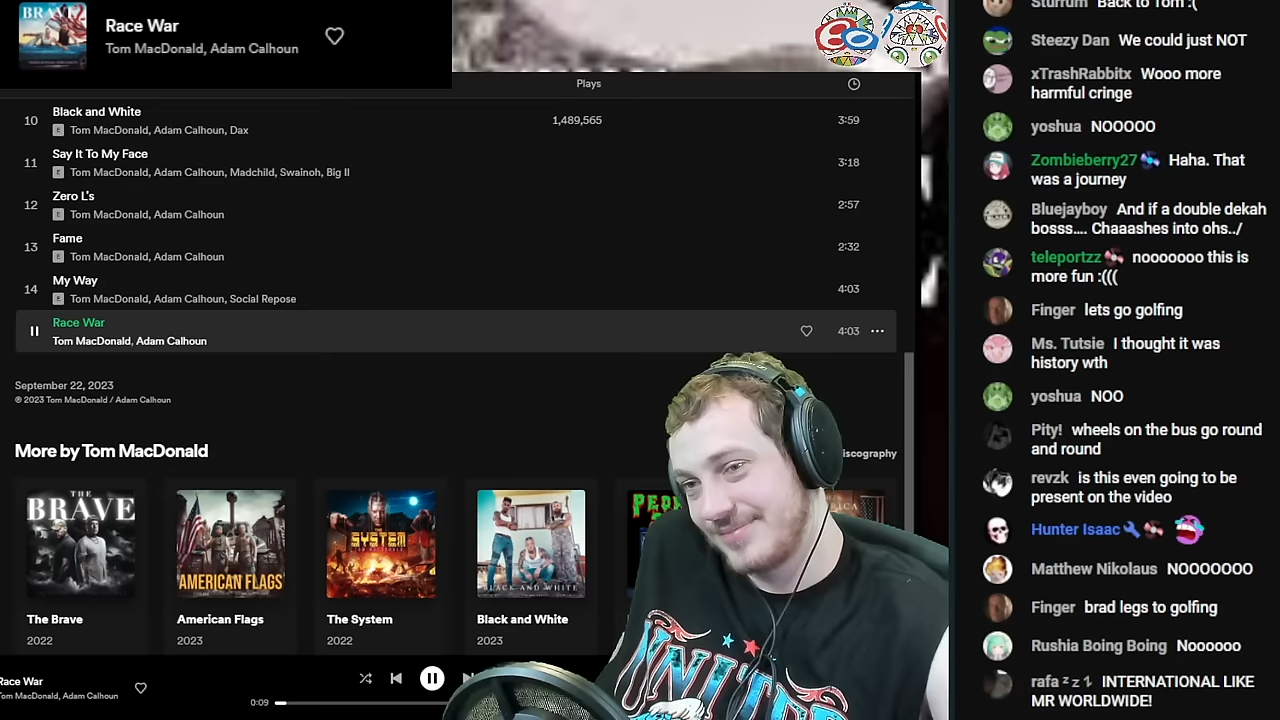 BRAVE 2
Race War
Tom MacDonald, Adam Calhoun
Plays
10
Black and White
E Tom MacDonald, Adam Calhoun, Dax
1,489,565
3:59
11
Say It To My Face
E Tom MacDonald, Adam Calhoun, Madchild, Swainoh, Big II
3:18
12
Zero L's
E Tom MacDonald, Adam Calhoun
2:57
13
Fame
E Tom MacDonald, Adam Calhoun
2:32
14
My Way
E Tom MacDonald, Adam Calhoun, Social Repose
4:03
Race War
Tom MacDonald, Adam Calhoun
4:03
September 22, 2023
℗ 2023 Tom MacDonald / Adam Calhoun
More by Tom MacDonald
iscography
THE
BRAVE
AMERICAN FLAGS
THE
SYSTEM
BLACK AND WHITE
The Brave
2022
American Flags
2023
The System
2022
Black and White
2023
Race War
Tom MacDonald, Adam Calhoun
0:09
UNITED
Sturrum Back to Tom :(
Steezy Dan We could just NOT
xTrashRabbitx Wooo more
harmful cringe
yoshua NOOOOO
Zombieberry27 Haha. That
was a journey
Bluejayboy And if a double dekah
bosss.... Chaaashes into ohs../
teleportzz nooooooo this is
more fun :(((
Finger lets go golfing
Ms. Tutsie I thought it was
history wth
yoshua NOO
Pity! wheels on the bus go round
and round
revzk is this even going to be
present on the video
Hunter Isaac
Matthew Nikolaus NOOOOOOO
Finger brad legs to golfing
Rushia Boing Boing Noooooo
rafa ᶻ z 𐰁 INTERNATIONAL LIKE
MR WORLDWIDE!